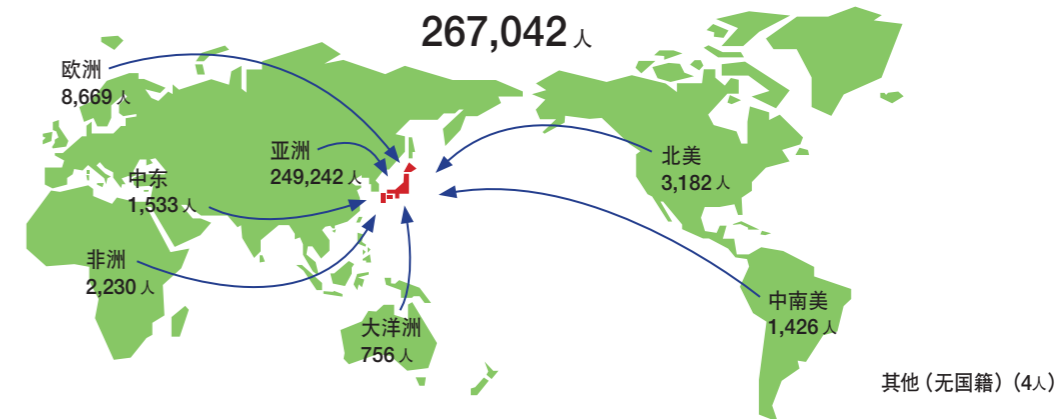 267,042人
欧洲
8,669人
亚洲
249,242人
中东
1,533人
非洲
2,230人
大洋洲
756人
北美
3,182人
中南美
1,426人
其他（无国籍）（4人）